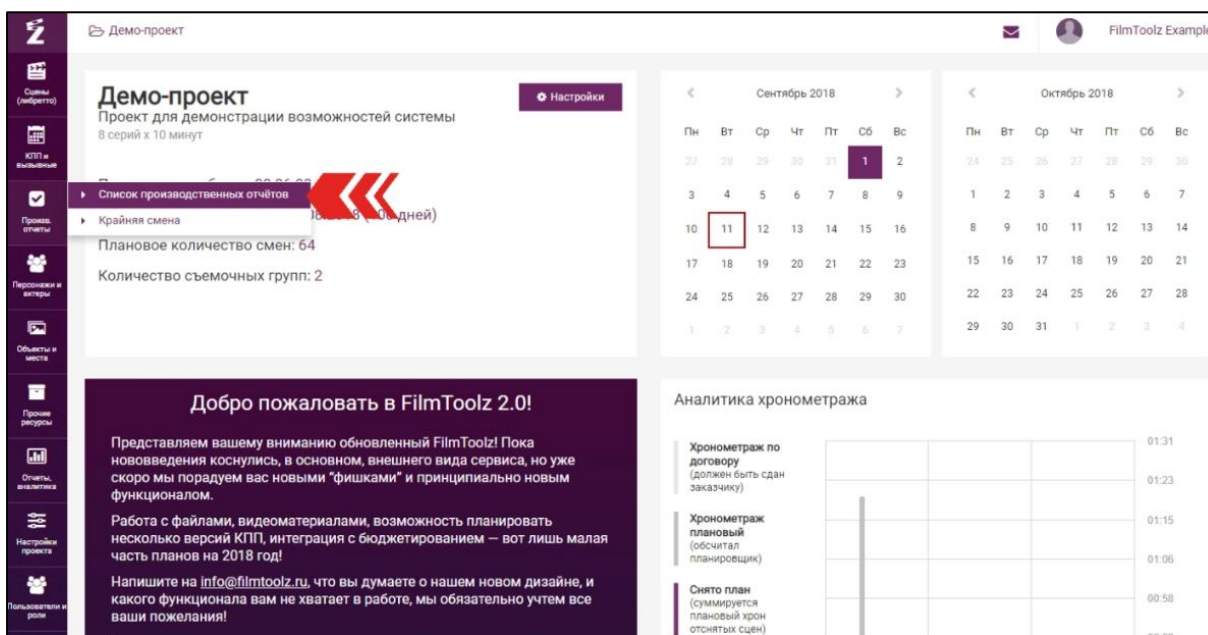 Демо-проект
FilmToolz Example
Сцены
(либретто)
КПП и
вызывные
Произв.
отчеты
Персонажи и
актеры
Объекты и
места
Прочие
ресурсы
Отчеты,
аналитика
Настройки
проекта
Пользователи и
роли
Демо-проект
Настройки
Проект для демонстрации возможностей системы
8 серий x 10 минут
Список производственных отчётов
Крайняя смена
дней)
Плановое количество смен: 64
Количество съемочных групп: 2
Сентябрь 2018
Пн Вт Ср Чт Пт Сб Вс
27 28 29 30 31 1 2
3 4 5 6 7 8 9
10 11 12 13 14 15 16
17 18 19 20 21 22 23
24 25 26 27 28 29 30
1 2 3 4 5 6 7
Октябрь 2018
Пн Вт Ср Чт Пт Сб Вс
24 25 26 27 28 29 30
1 2 3 4 5 6 7
8 9 10 11 12 13 14
15 16 17 18 19 20 21
22 23 24 25 26 27 28
29 30 31 1 2 3 4
Добро пожаловать в FilmToolz 2.0!
Представляем вашему вниманию обновленный FilmToolz! Пока
нововведения коснулись, в основном, внешнего вида сервиса, но уже
скоро мы порадуем вас новыми "фишками" и принципиально новым
функционалом.
Работа с файлами, видеоматериалами, возможность планировать
несколько версий КПП, интеграция с бюджетированием — вот лишь малая
часть планов на 2018 год!
Напишите на info@filmtoolz.ru, что вы думаете о нашем новом дизайне, и
какого функционала вам не хватает в работе, мы обязательно учтем все
ваши пожелания!
Аналитика хронометража
Хронометраж по
договору
(должен быть сдан
заказчику)
Хронометраж
плановый
(обсчитал
планировщик)
Снято план
(суммируется
плановый хрон
отснятых сцен)
01:31
01:23
01:15
01:06
00:58